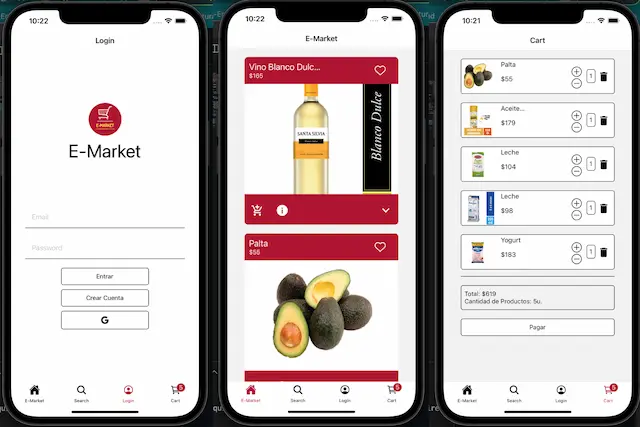 10:22
Login
E-MARKET
E-Market
Email
Password
Entrar
Crear Cuenta
G
E-Market
Search
Login
Cart
5
10:22
E-Market
Vino Blanco Dulc...
$165
SANTA SILVIA
Blanco Dulce
Palta
$55
E-Market
Search
Login
Cart
5
10:21
Cart
Palta
$55
1
Aceite...
$179
1
Leche
$104
1
Leche
$98
1
Yogurt
$183
1
Total: $619
Cantidad de Productos: 5u.
Pagar
E-Market
Search
Login
Cart
5